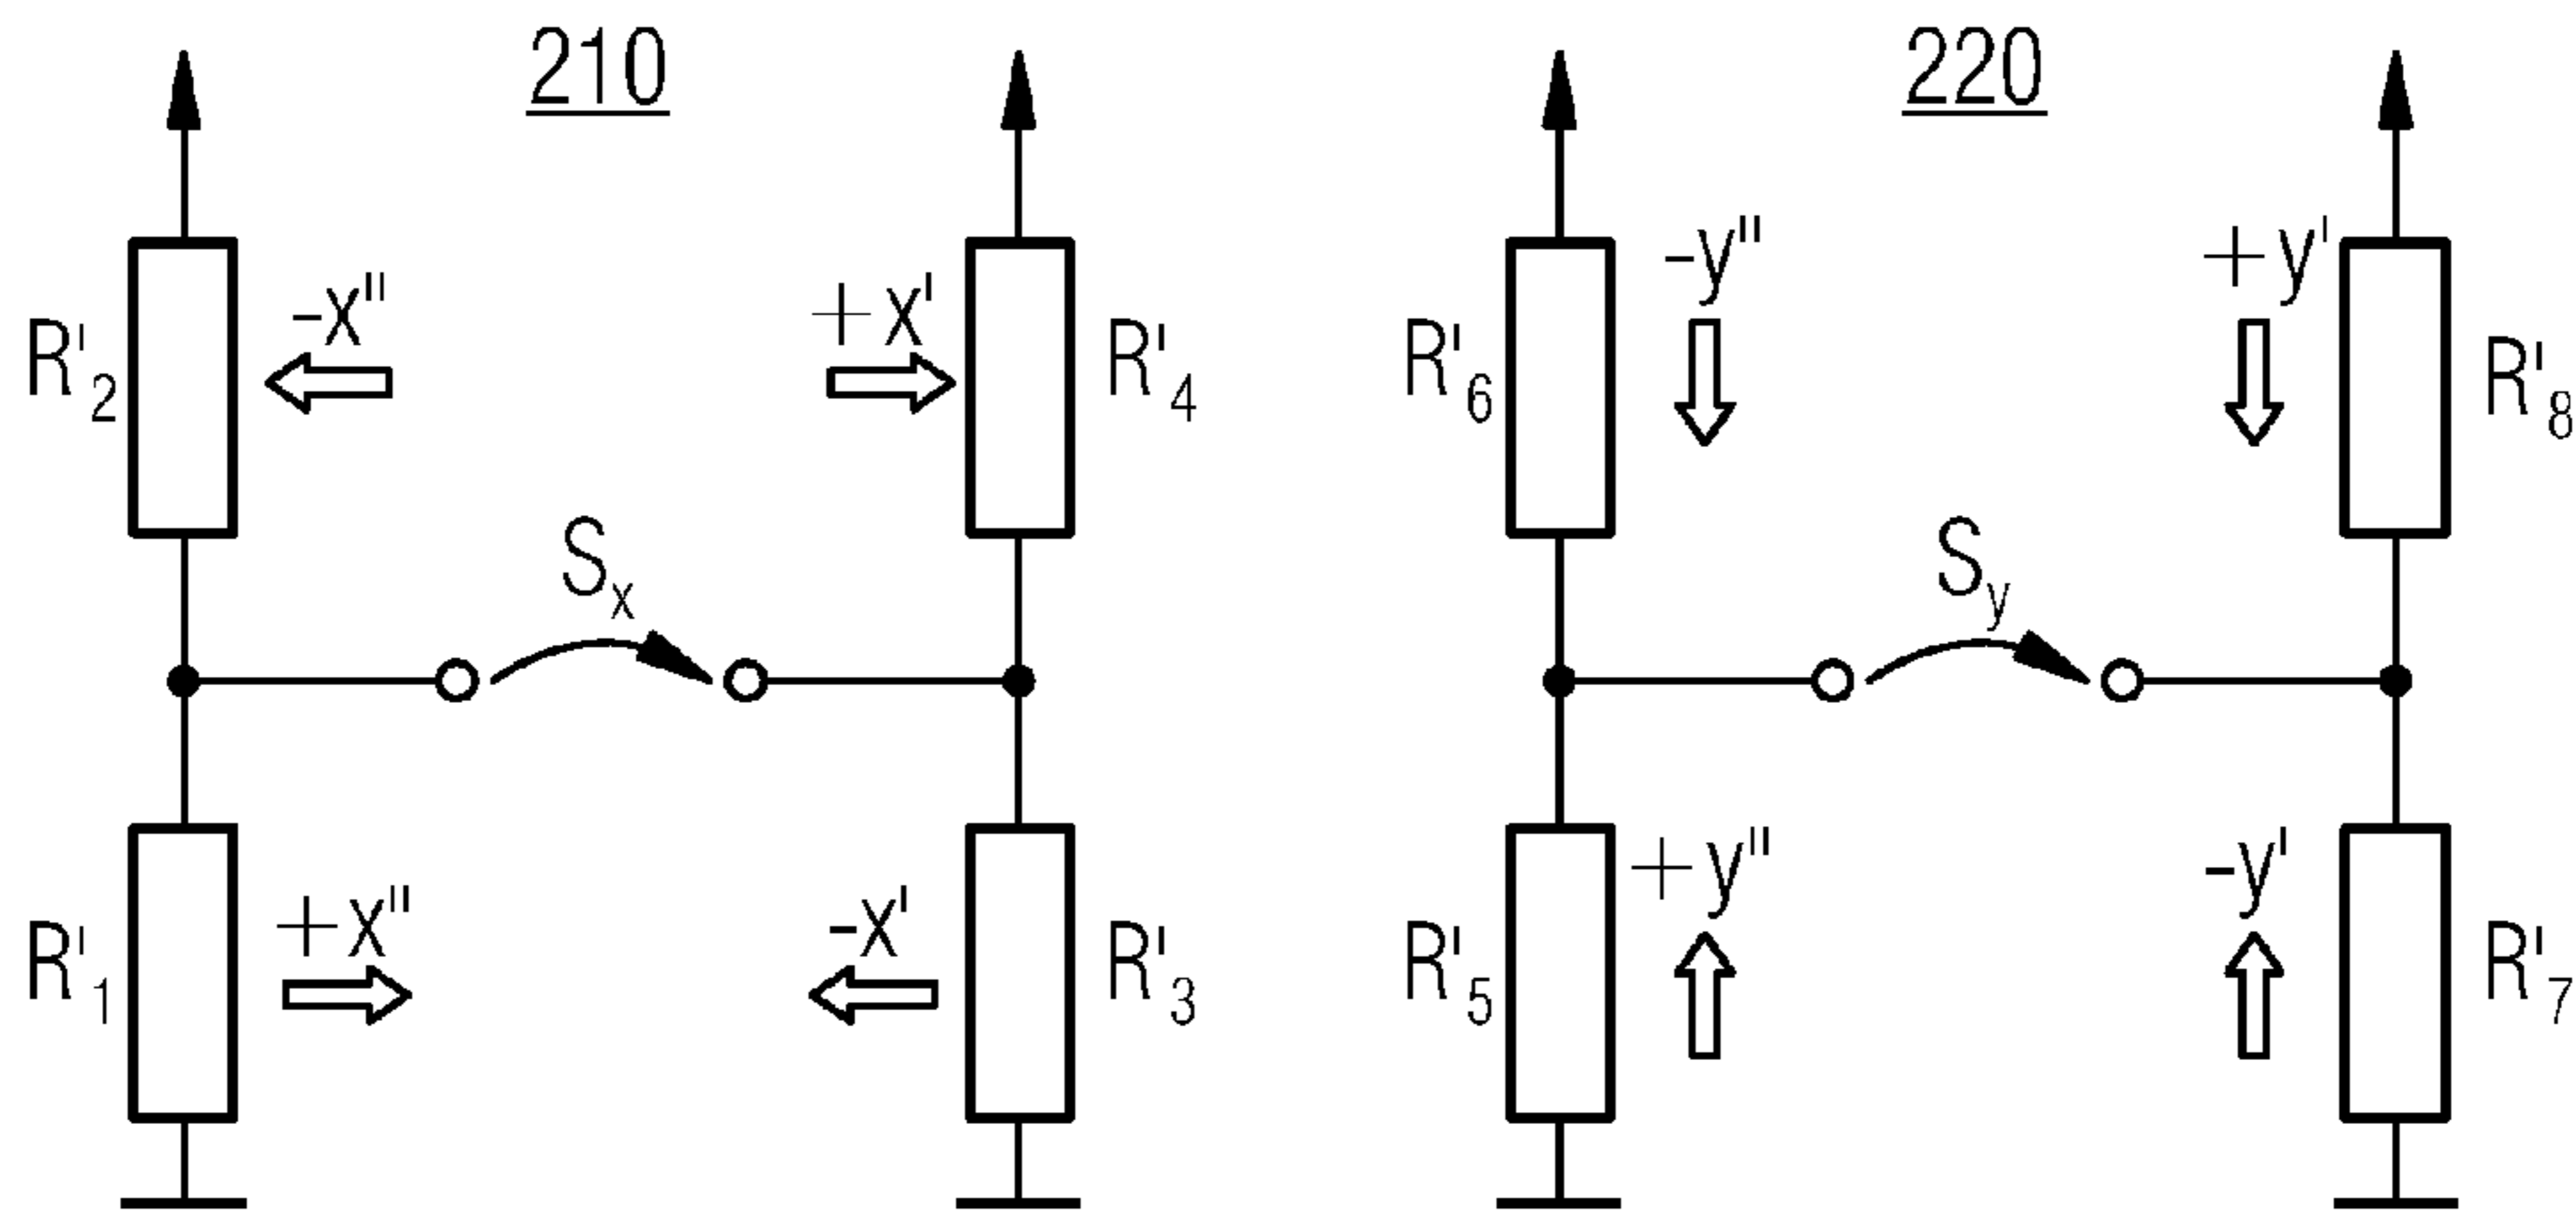 210
220
-x"
+x'
R'2
R'4
-y"
+y'
R'6
R'8
Sx
Sy
+x"
-x'
R'1
R'3
+y"
-y'
R'5
R'7